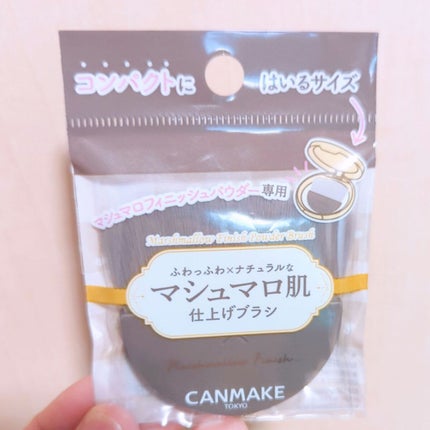 コンパクトに はいるサイズ
マシュマロフィニッシュパウダー専用
Marshmallow Finish Powder Brush
ふわっふわ×ナチュラルな
マシュマロ肌
仕上げブラシ
Marshmallow Finish
CANMAKE
TOKYO